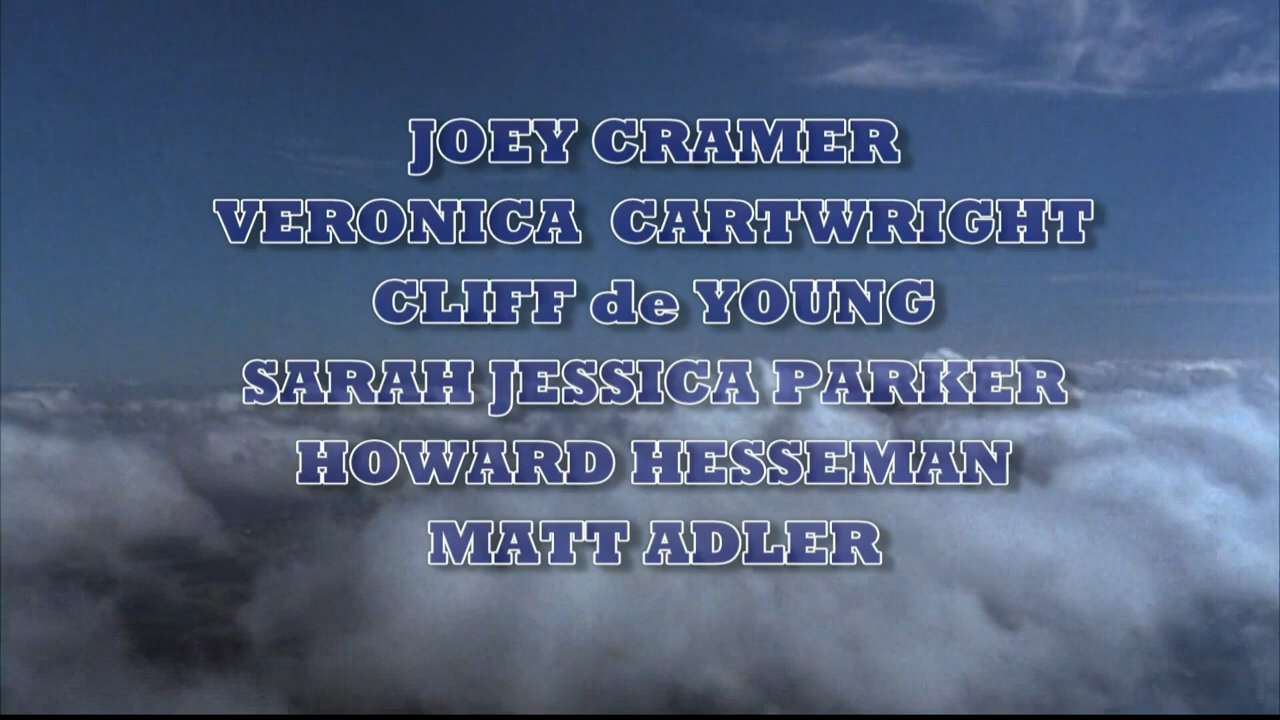 JOEY CRAMER
VERONICA CARTWRIGHT
CLIFF de YOUNG
SARAH JESSICA PARKER
HOWARD HESSEMAN
MATT ADLER